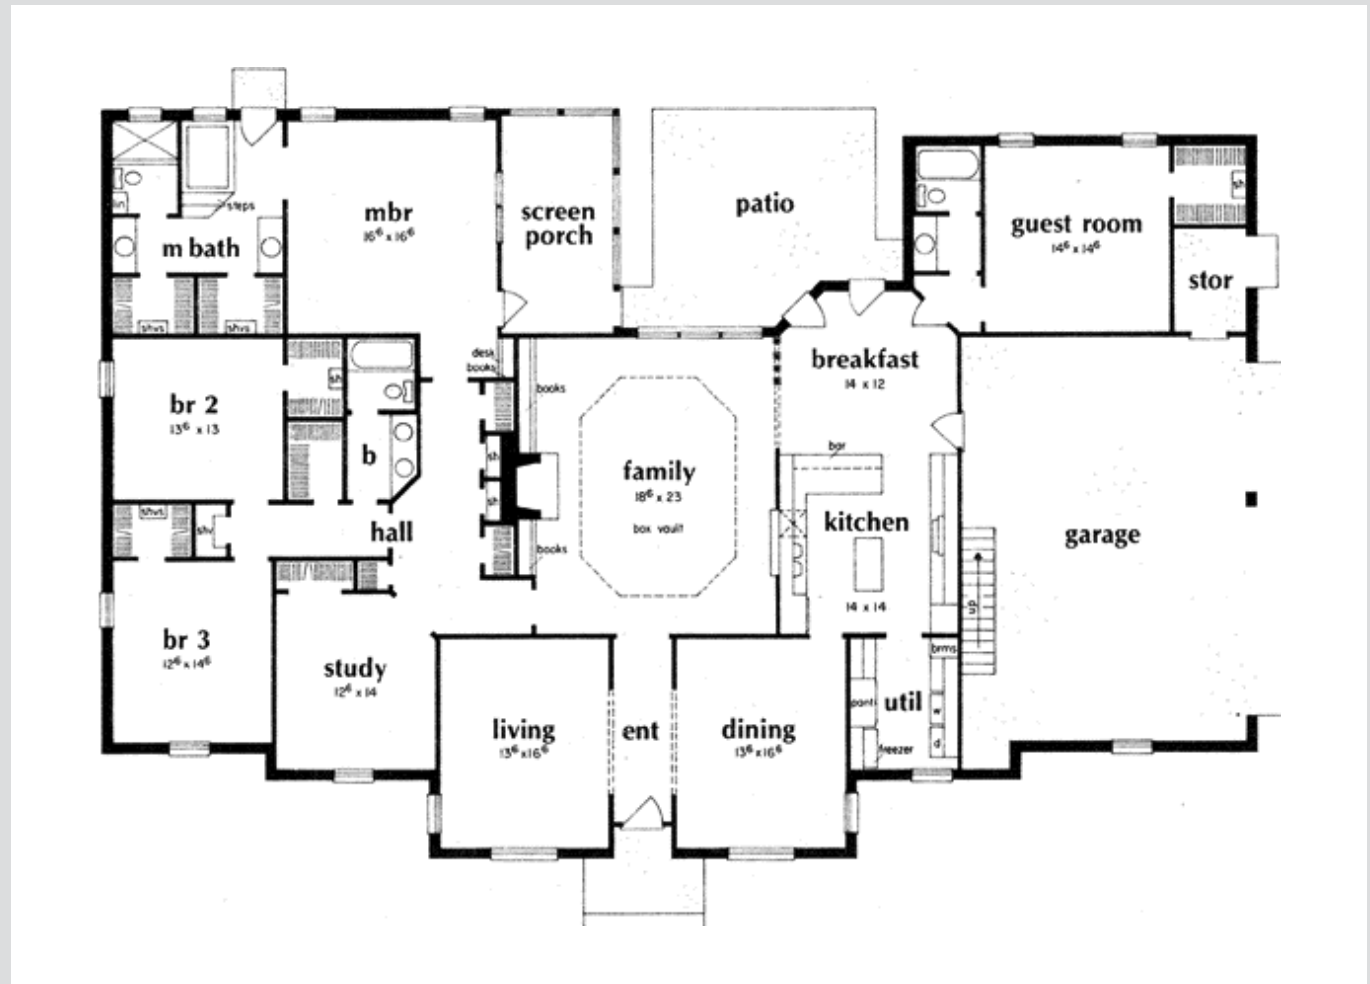 steps
mbr
16⁶ x 16⁶
screen
porch
patio
guest room
14⁶ x 14⁶
sh
stor
m bath
shvs
shvs
desk
books
books
breakfast
14 x 12
br 2
13⁶ x 13
sh
b
sh
sh
family
18⁶ x 23
box vault
bar
kitchen
14 x 14
garage
shvs
shv
hall
books
up
br 3
12⁶ x 14⁶
study
12⁶ x 14
living
13⁶ x 16⁶
ent
dining
13⁶ x 16⁶
brms
pant
util
w
d
freezer